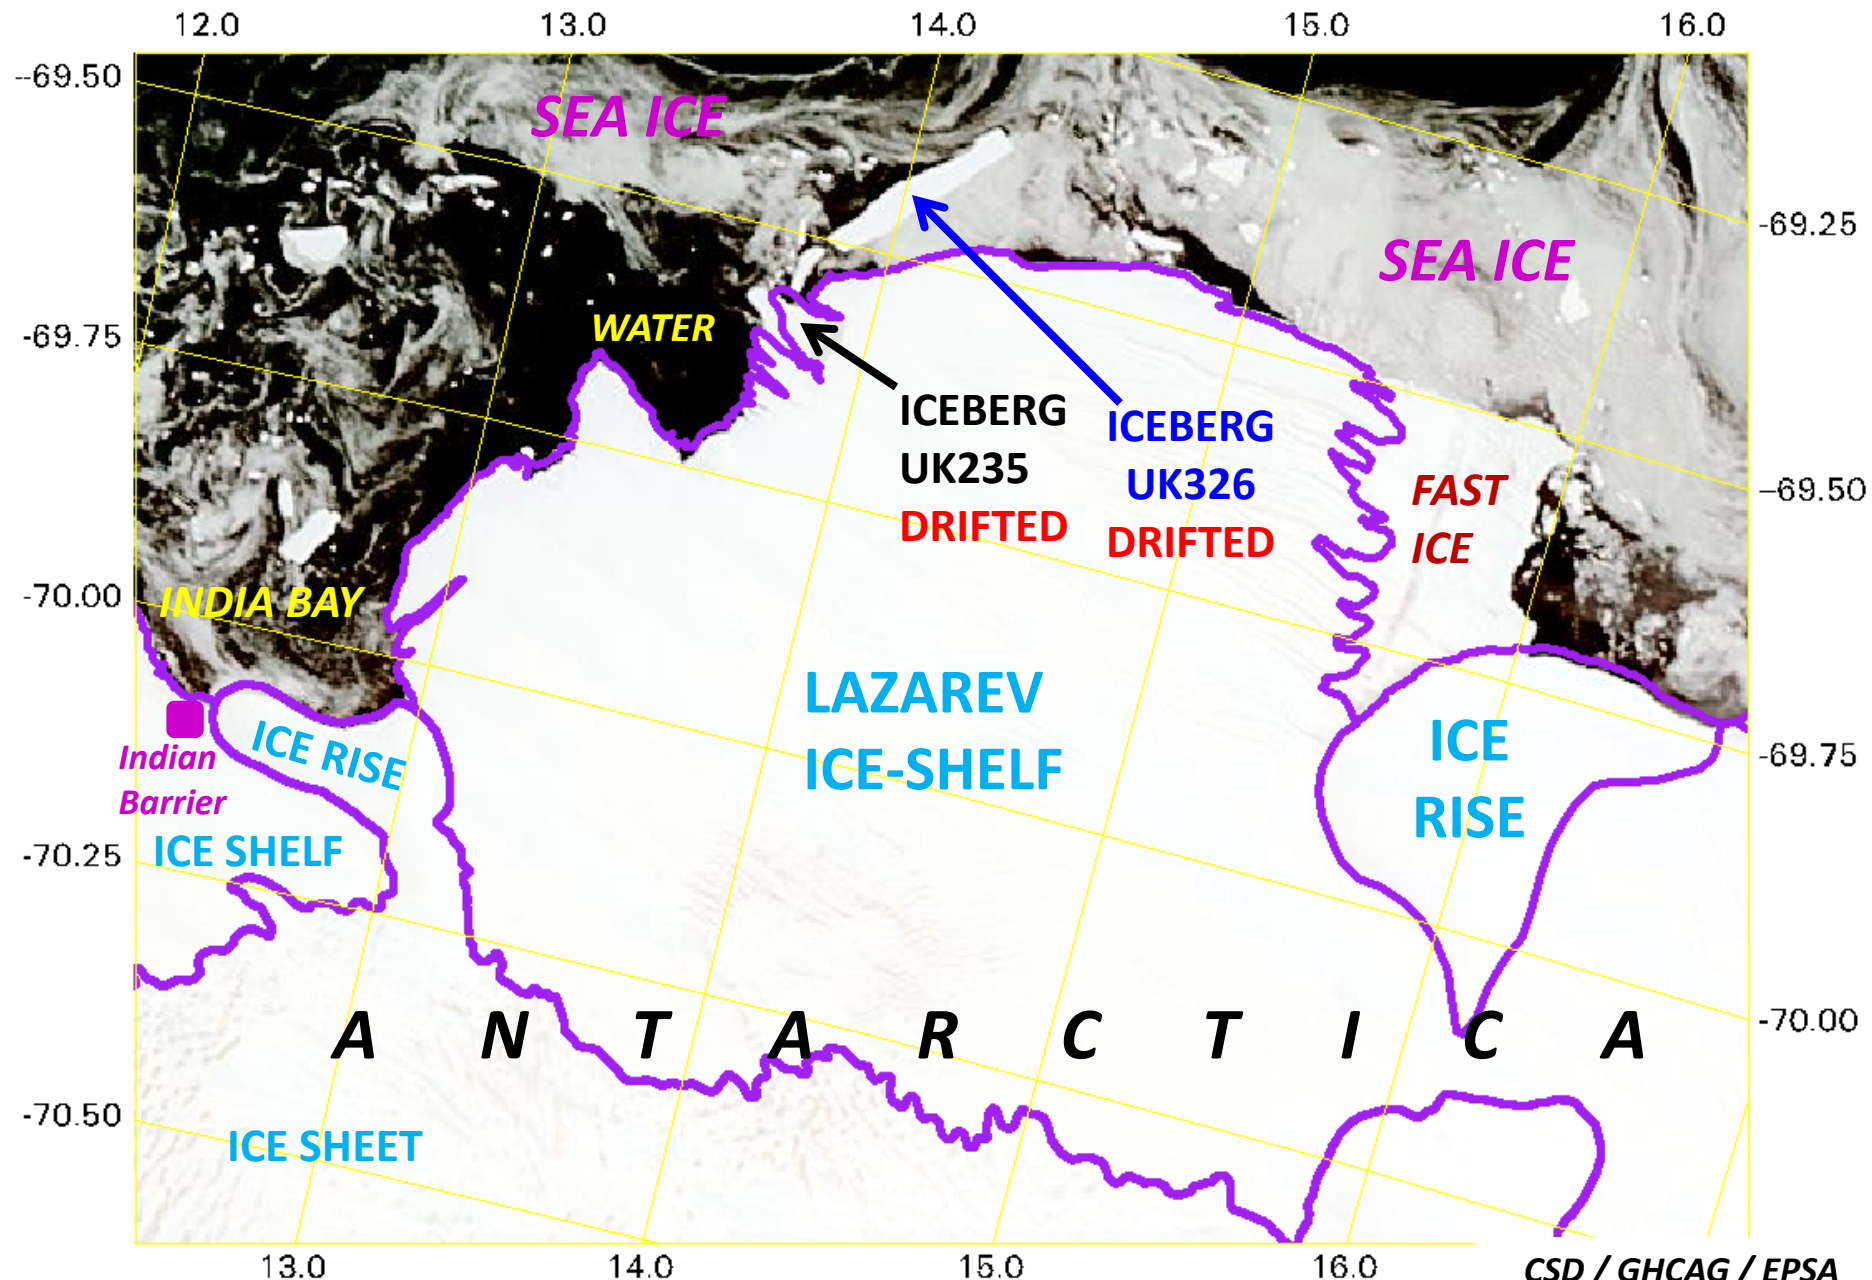 12.0 13.0 14.0 15.0 16.0
--69.50
SEA ICE
-69.25
SEA ICE
-69.75
WATER
ICEBERG
UK235
DRIFTED
ICEBERG
UK326
DRIFTED
FAST
ICE
-69.50
-70.00
INDIA BAY
LAZAREV
ICE-SHELF
ICE RISE
Indian
Barrier
ICE
RISE
-69.75
-70.25
ICE SHELF
ANTARCTICA
-70.00
-70.50
ICE SHEET
13.0 14.0 15.0 16.0
CSD / GHCAG / EPSA